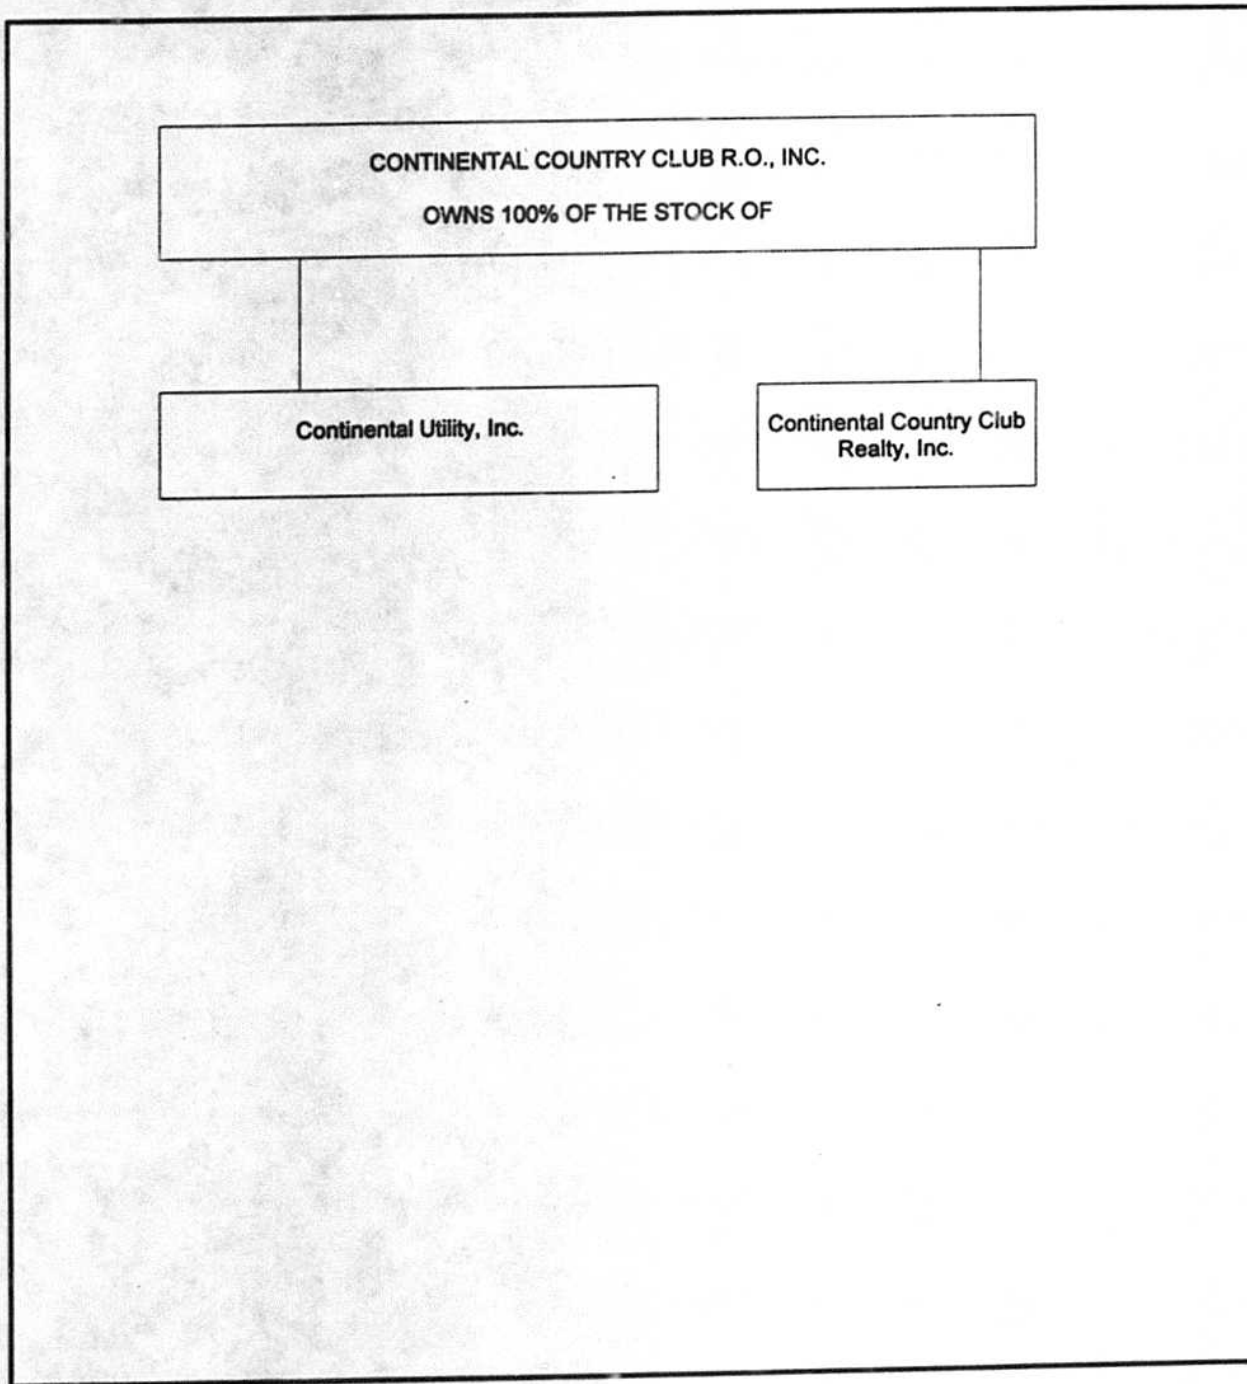 CONTINENTAL COUNTRY CLUB R.O., INC.
OWNS 100% OF THE STOCK OF
Continental Utility, Inc.
Continental Country Club
Realty, Inc.